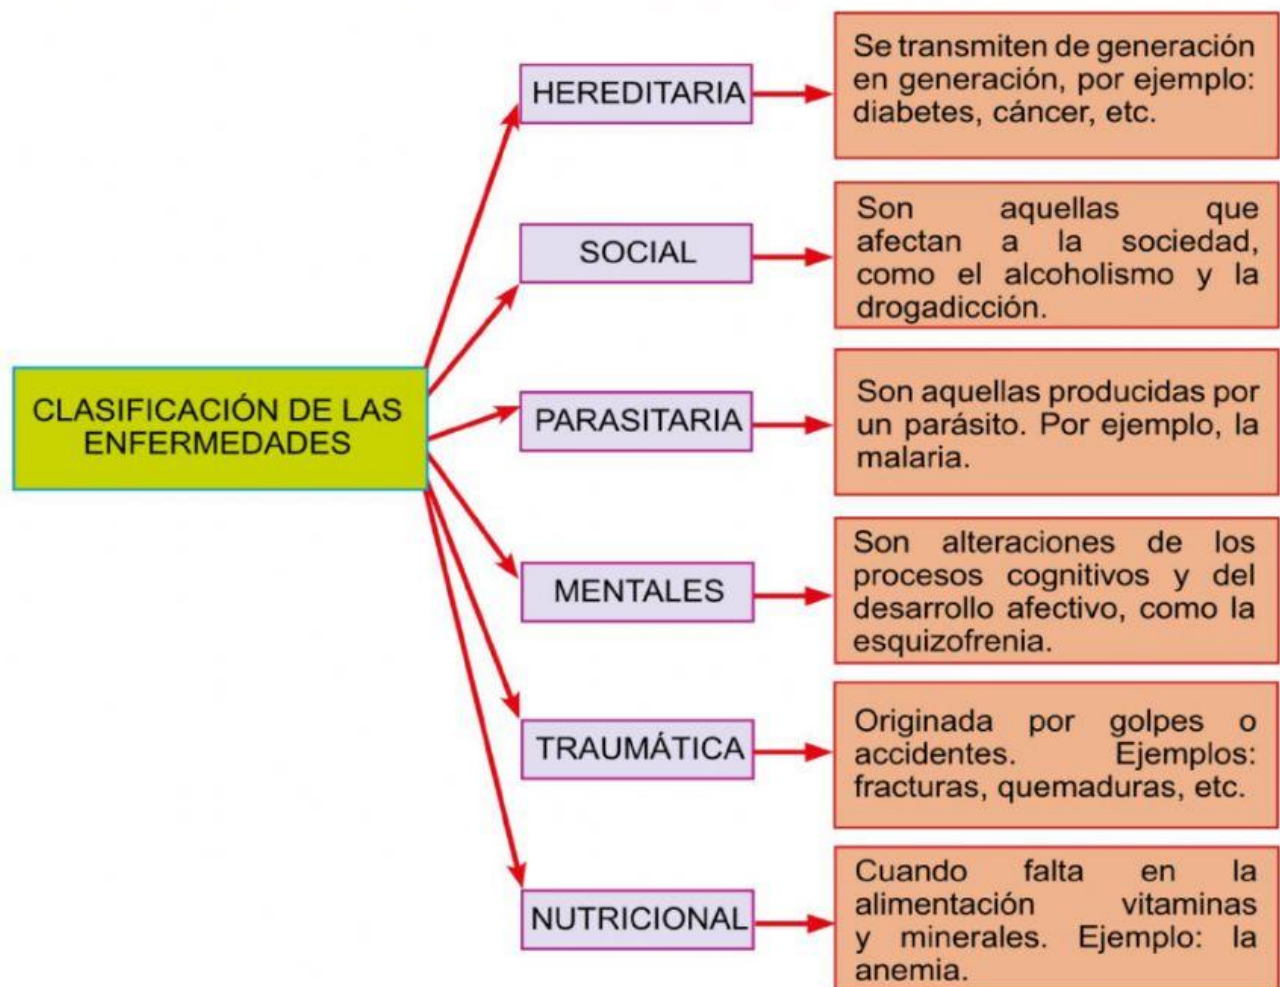 CLASIFICACIÓN DE LAS
ENFERMEDADES
HEREDITARIA
Se transmiten de generación
en generación, por ejemplo:
diabetes, cáncer, etc.
SOCIAL
Son aquellas que
afectan a la sociedad,
como el alcoholismo y la
drogadicción.
PARASITARIA
Son aquellas producidas por
un parásito. Por ejemplo, la
malaria.
MENTALES
Son alteraciones de los
procesos cognitivos y del
desarrollo afectivo, como la
esquizofrenia.
TRAUMÁTICA
Originada por golpes o
accidentes. Ejemplos:
fracturas, quemaduras, etc.
NUTRICIONAL
Cuando falta en la
alimentación vitaminas
y minerales. Ejemplo: la
anemia.